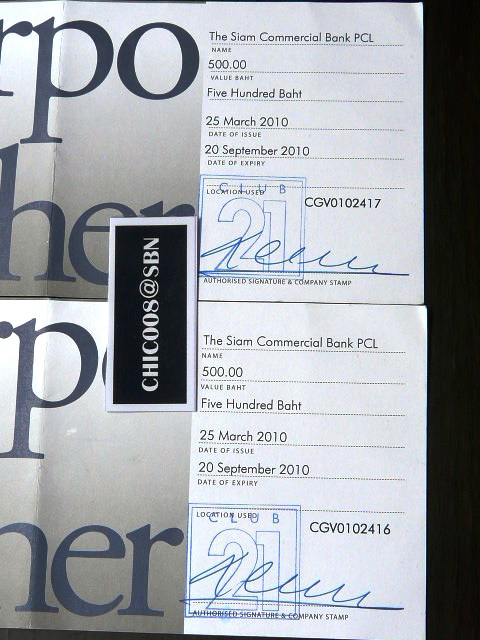 rpo
her
The Siam Commercial Bank PCL
NAME
500.00
VALUE BAHT
Five Hundred Baht
25 March 2010
DATE OF ISSUE
20 September 2010
DATE OF EXPIRY
LOCATION USED
CLUB
21
CGV0102417
AUTHORISED SIGNATURE & COMPANY STAMP
CHIC008@SBN
po
her
The Siam Commercial Bank PCL
NAME
500.00
VALUE BAHT
Five Hundred Baht
25 March 2010
DATE OF ISSUE
20 September 2010
DATE OF EXPIRY
LOCATION USED
CLUB
21
CGV0102416
AUTHORISED SIGNATURE & COMPANY STAMP